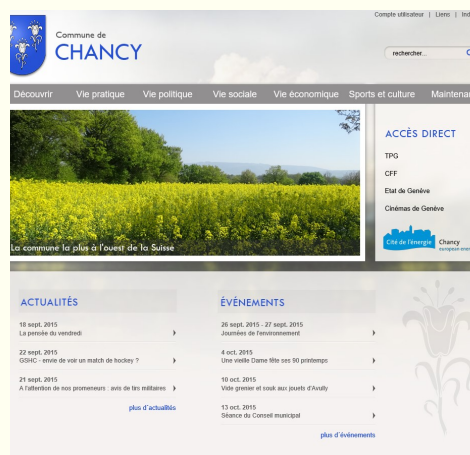 Compte utilisateur | Liens |
Commune de
CHANCY
rechercher...
Découvrir Vie pratique Vie politique Vie sociale Vie économique Sports et culture
ACCÈS DIRECT
TPG
CFF
Etat de Genève
Cinémas de Genève
Cité de l'énergie Chancy
european
La commune la plus à l'ouest de la Suisse
ACTUALITÉS
18 sept. 2015
La pensée du vendredi
22 sept. 2015
GSHC - envie de voir un match de hockey ?
21 sept. 2015
A l'attention de nos promeneurs : avis de tirs militaires
plus d'actualités
ÉVÉNEMENTS
26 sept. 2015 - 27 sept. 2015
Journées de l'environnement
4 oct. 2015
Une vieille Dame fête ses 90 printemps
10 oct. 2015
Vide grenier et souk aux jouets d'Avully
13 oct. 2015
Séance du Conseil municipal
plus d'événements